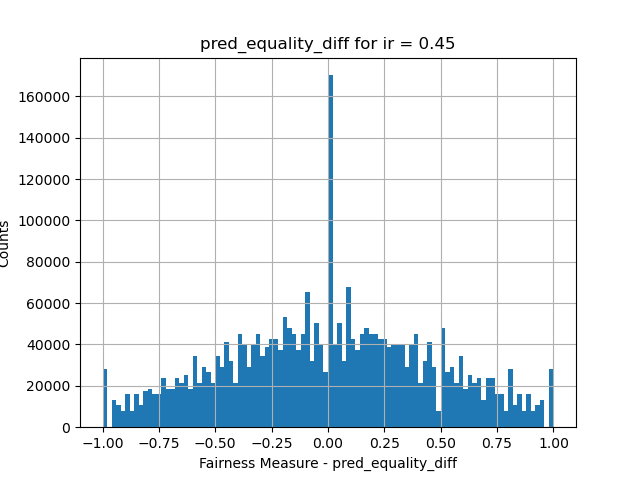 pred_equality_diff for ir = 0.45
160000
140000
120000
100000
80000
60000
40000
20000
0
Counts
−1.00 −0.75 −0.50 −0.25 0.00 0.25 0.50 0.75 1.00
Fairness Measure - pred_equality_diff